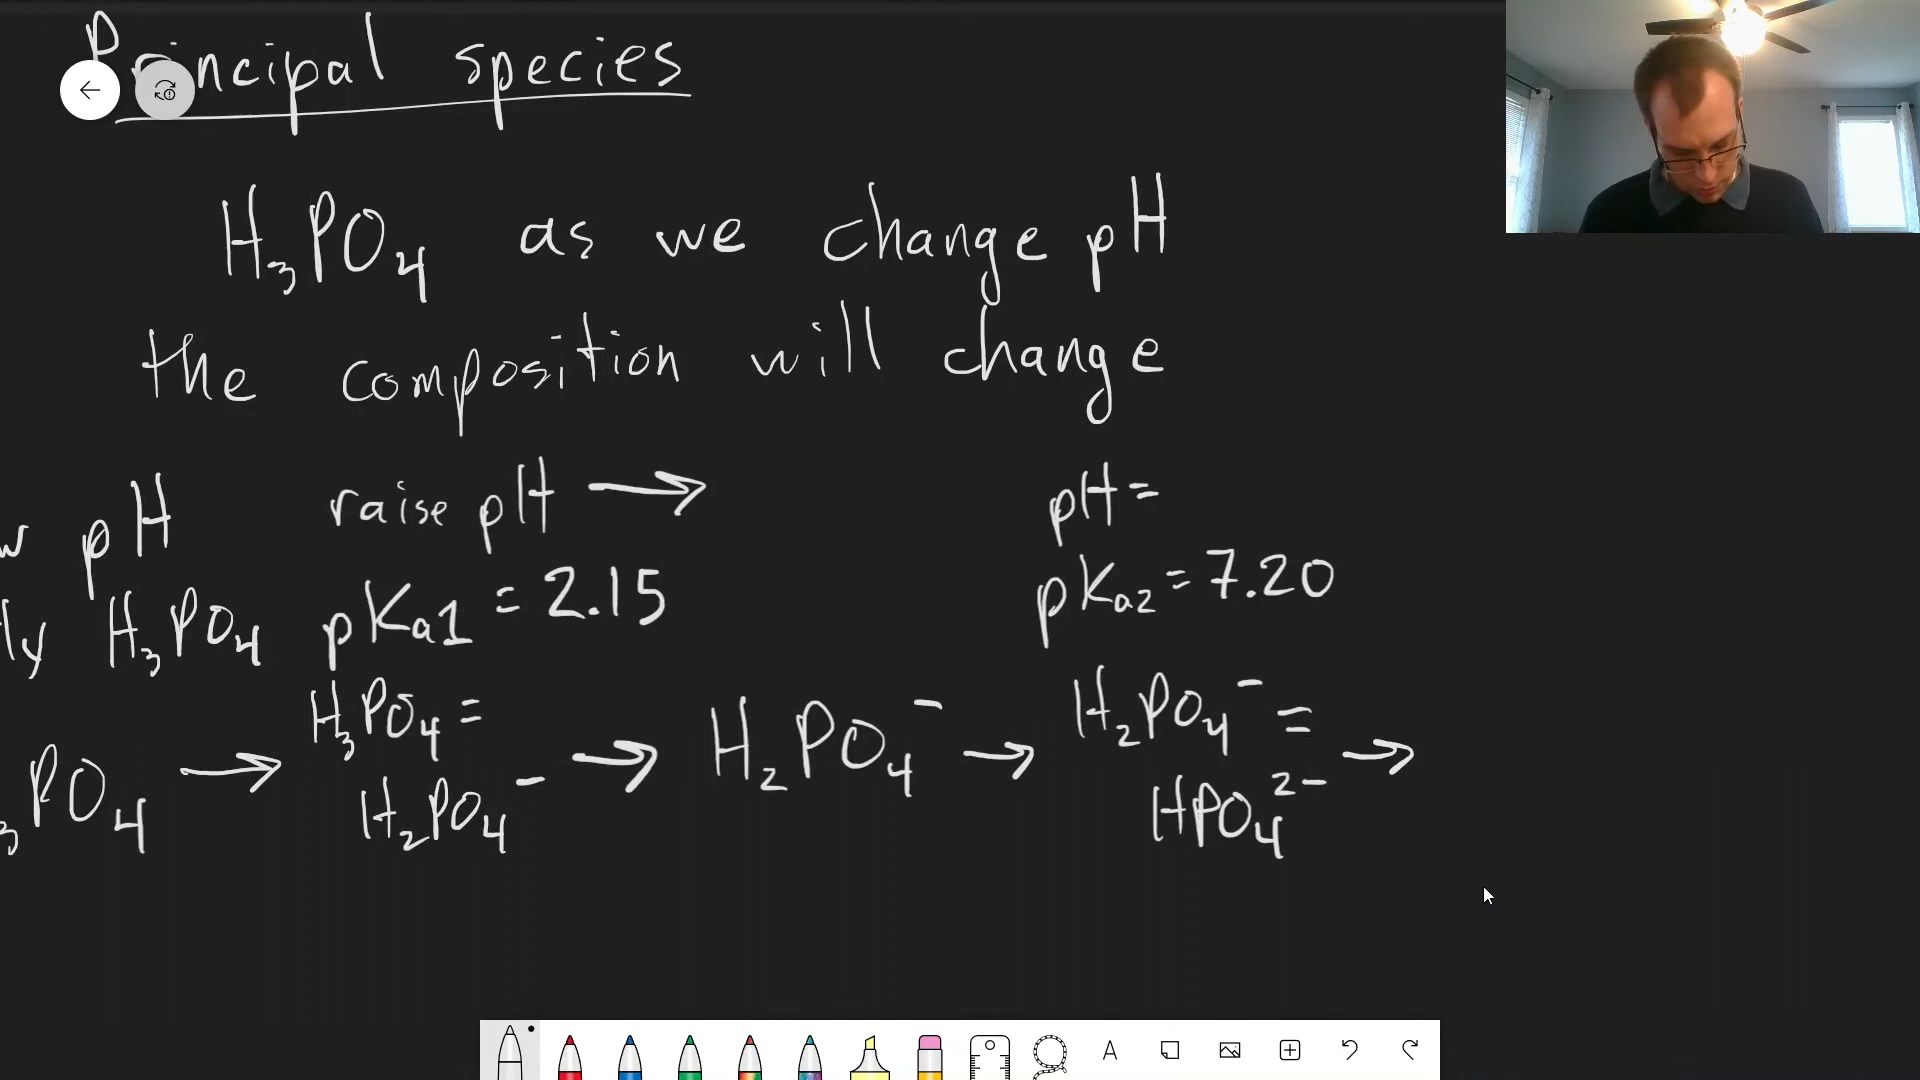 Principal species
H₃PO₄ as we change pH
the composition will change
pH raise pH → pH =
H₃PO₄ pKa1 = 2.15 pKa2 = 7.20
₃PO₄ → H₃PO₄ = H₂PO₄⁻ → H₂PO₄⁻ → H₂PO₄⁻ = HPO₄²⁻ →
A